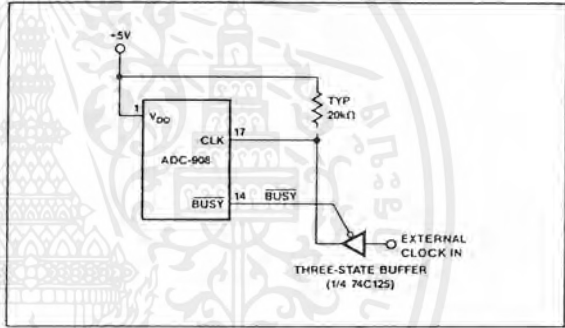 +5V
1
V_DD
TYP
20kΩ
CLK
17
ADC-908
BUSY
14
BUSY
EXTERNAL
CLOCK IN
THREE-STATE BUFFER
(1/4 74C125)